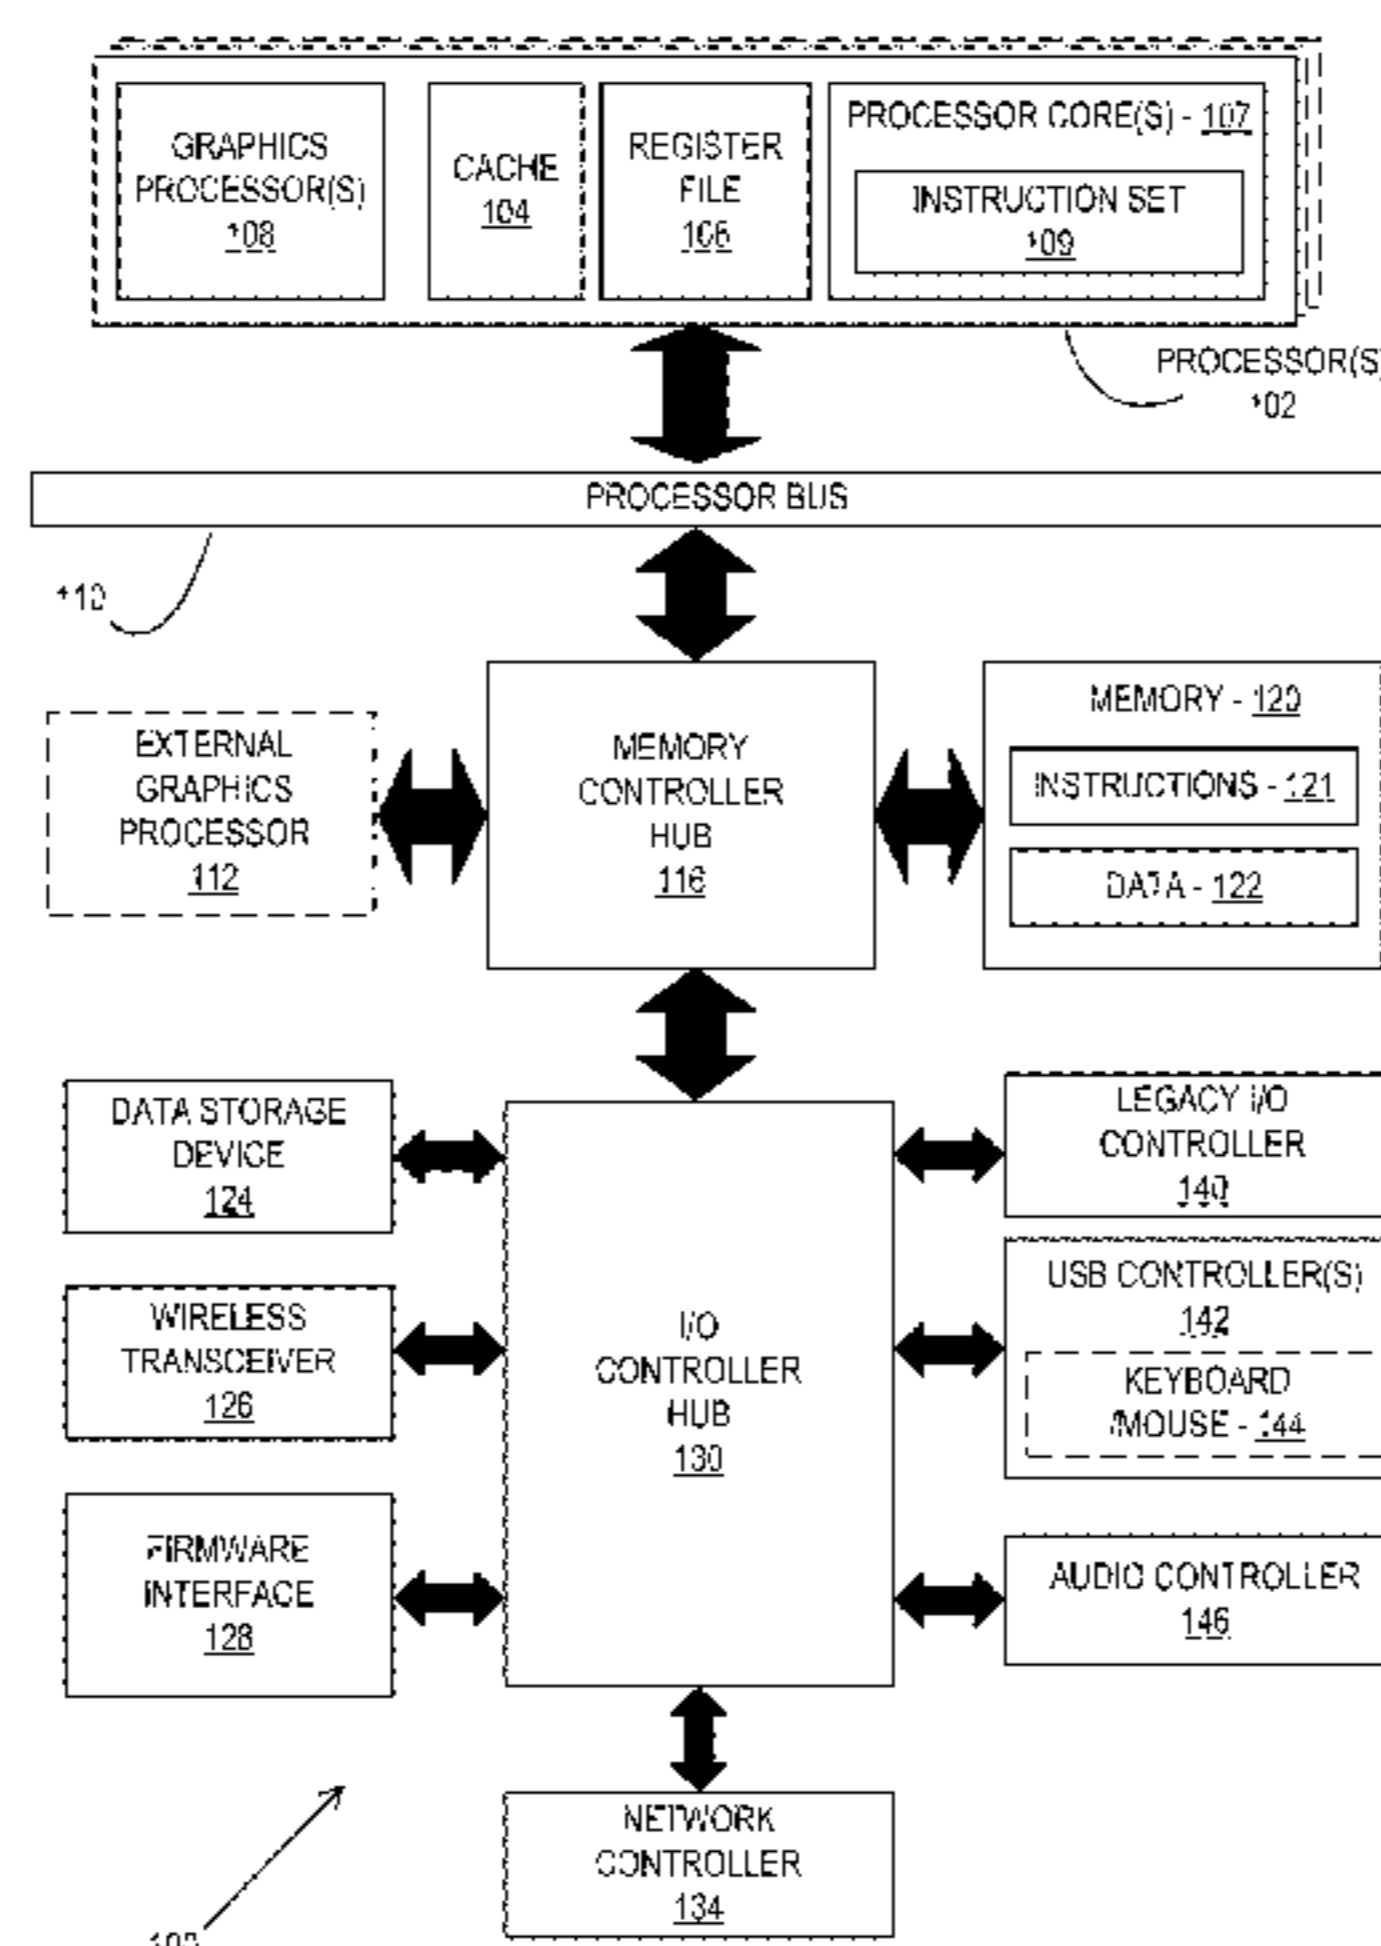 GRAPHICS
PROCESSOR(S)
108
CACHE
104
REGISTER
FILE
106
PROCESSOR CORE(S) - 107
INSTRUCTION SET
109
PROCESSOR(S)
102
PROCESSOR BUS
110
EXTERNAL
GRAPHICS
PROCESSOR
112
MEMORY
CONTROLLER
HUB
116
MEMORY - 120
INSTRUCTIONS - 121
DATA - 122
DATA STORAGE
DEVICE
124
WIRELESS
TRANSCEIVER
126
FIRMWARE
INTERFACE
128
I/O
CONTROLLER
HUB
130
LEGACY I/O
CONTROLLER
140
USB CONTROLLER(S)
142
KEYBOARD
/MOUSE - 144
AUDIO CONTROLLER
146
NETWORK
CONTROLLER
134